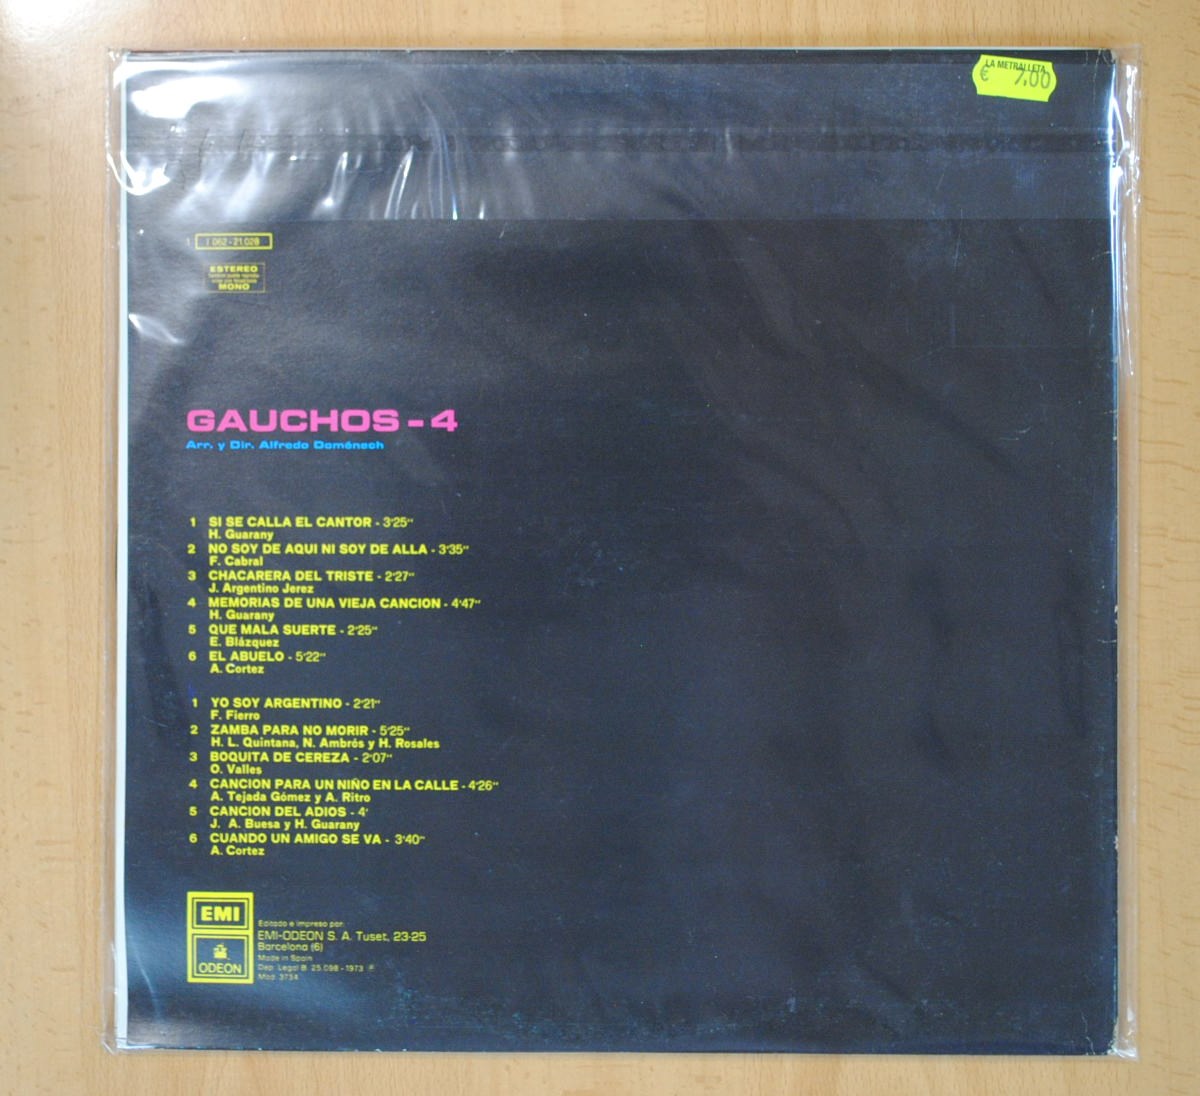 LA METRALLETA
€ 7,00
1 J 062-21.028
ESTEREO
MONO
GAUCHOS - 4
Arr. y Dir. Alfredo Doménech
1 SI SE CALLA EL CANTOR - 3'25"
H. Guarany
2 NO SOY DE AQUI NI SOY DE ALLA - 3'35"
F. Cabral
3 CHACARERA DEL TRISTE - 2'27"
J. Argentino Jerez
4 MEMORIAS DE UNA VIEJA CANCION - 4'47"
H. Guarany
5 QUE MALA SUERTE - 2'25"
E. Blázquez
6 EL ABUELO - 5'22"
A. Cortez
1 YO SOY ARGENTINO - 2'21"
F. Fierro
2 ZAMBA PARA NO MORIR - 5'25"
H. L. Quintana, N. Ambrós y H. Rosales
3 BOQUITA DE CEREZA - 2'07"
O. Valles
4 CANCION PARA UN NIÑO EN LA CALLE - 4'26"
A. Tejada Gómez y A. Ritro
5 CANCION DEL ADIOS - 4'
J. A. Buesa y H. Guarany
6 CUANDO UN AMIGO SE VA - 3'40"
A. Cortez
EMI
ODEON
Editado e impreso por:
EMI-ODEON S. A. Tuset, 23-25
Barcelona (6)
Made in Spain
Dep. Legal B. 25.098 - 1973 ℗
Mod. 3734